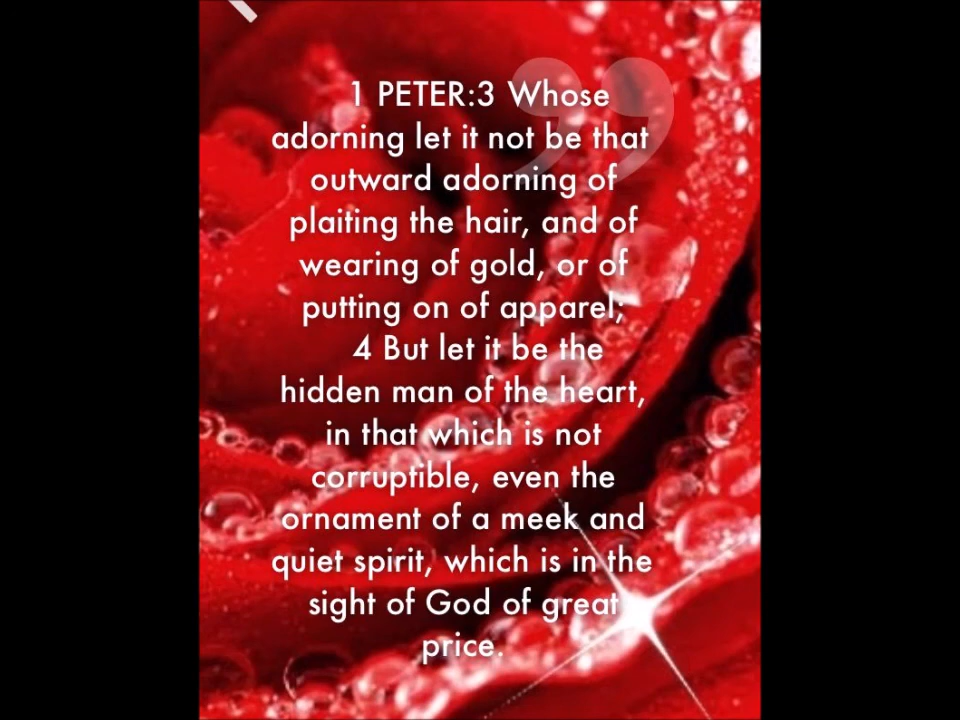 1 PETER:3 Whose
adorning let it not be that
outward adorning of
plaiting the hair, and of
wearing of gold, or of
putting on of apparel;
4 But let it be the
hidden man of the heart,
in that which is not
corruptible, even the
ornament of a meek and
quiet spirit, which is in the
sight of God of great
price.